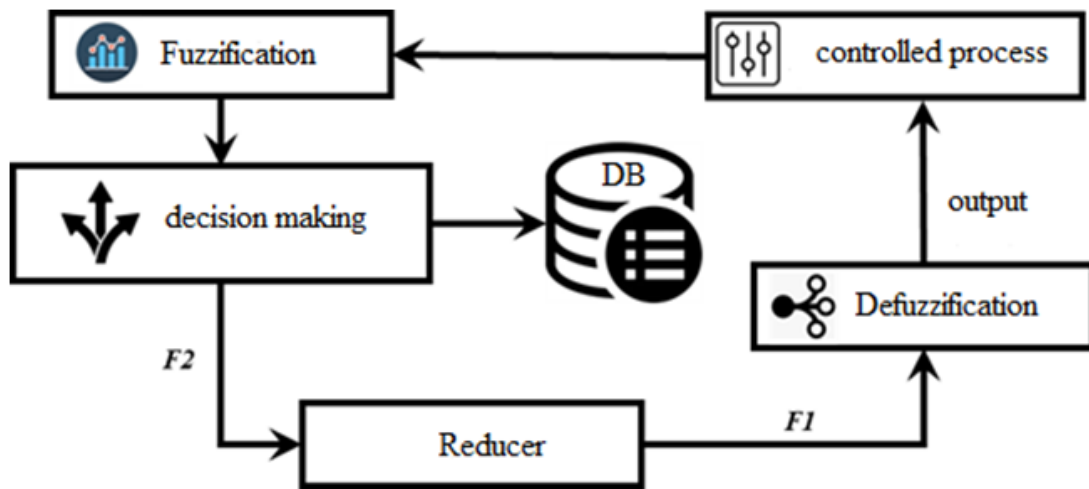 Fuzzification
controlled process
decision making
DB
output
Defuzzification
F2
F1
Reducer